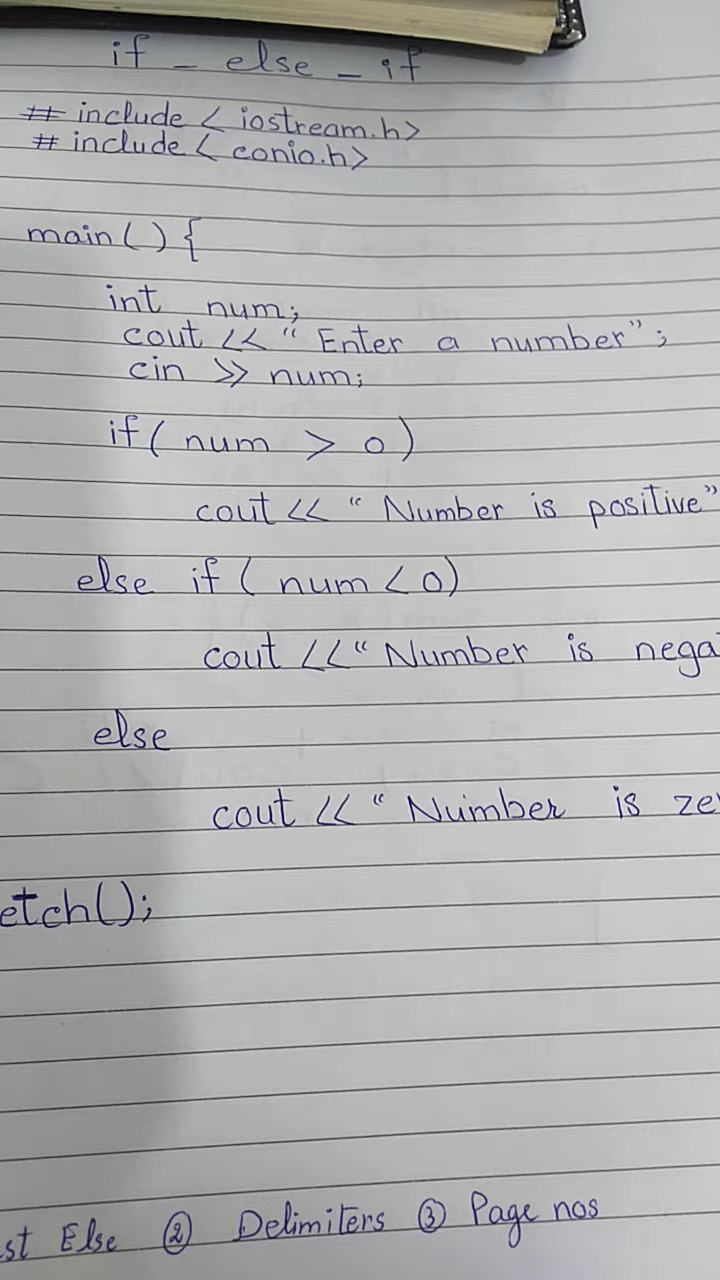 if - else - if
# include < iostream.h>
# include < conio.h>
main() {
int num;
cout << "Enter a number";
cin >> num;
if( num > 0)
cout << "Number is positive"
else if( num < 0)
cout << "Number is nega
else
cout << "Number is ze
etch();
st Else ② Delimiters ③ Page nos